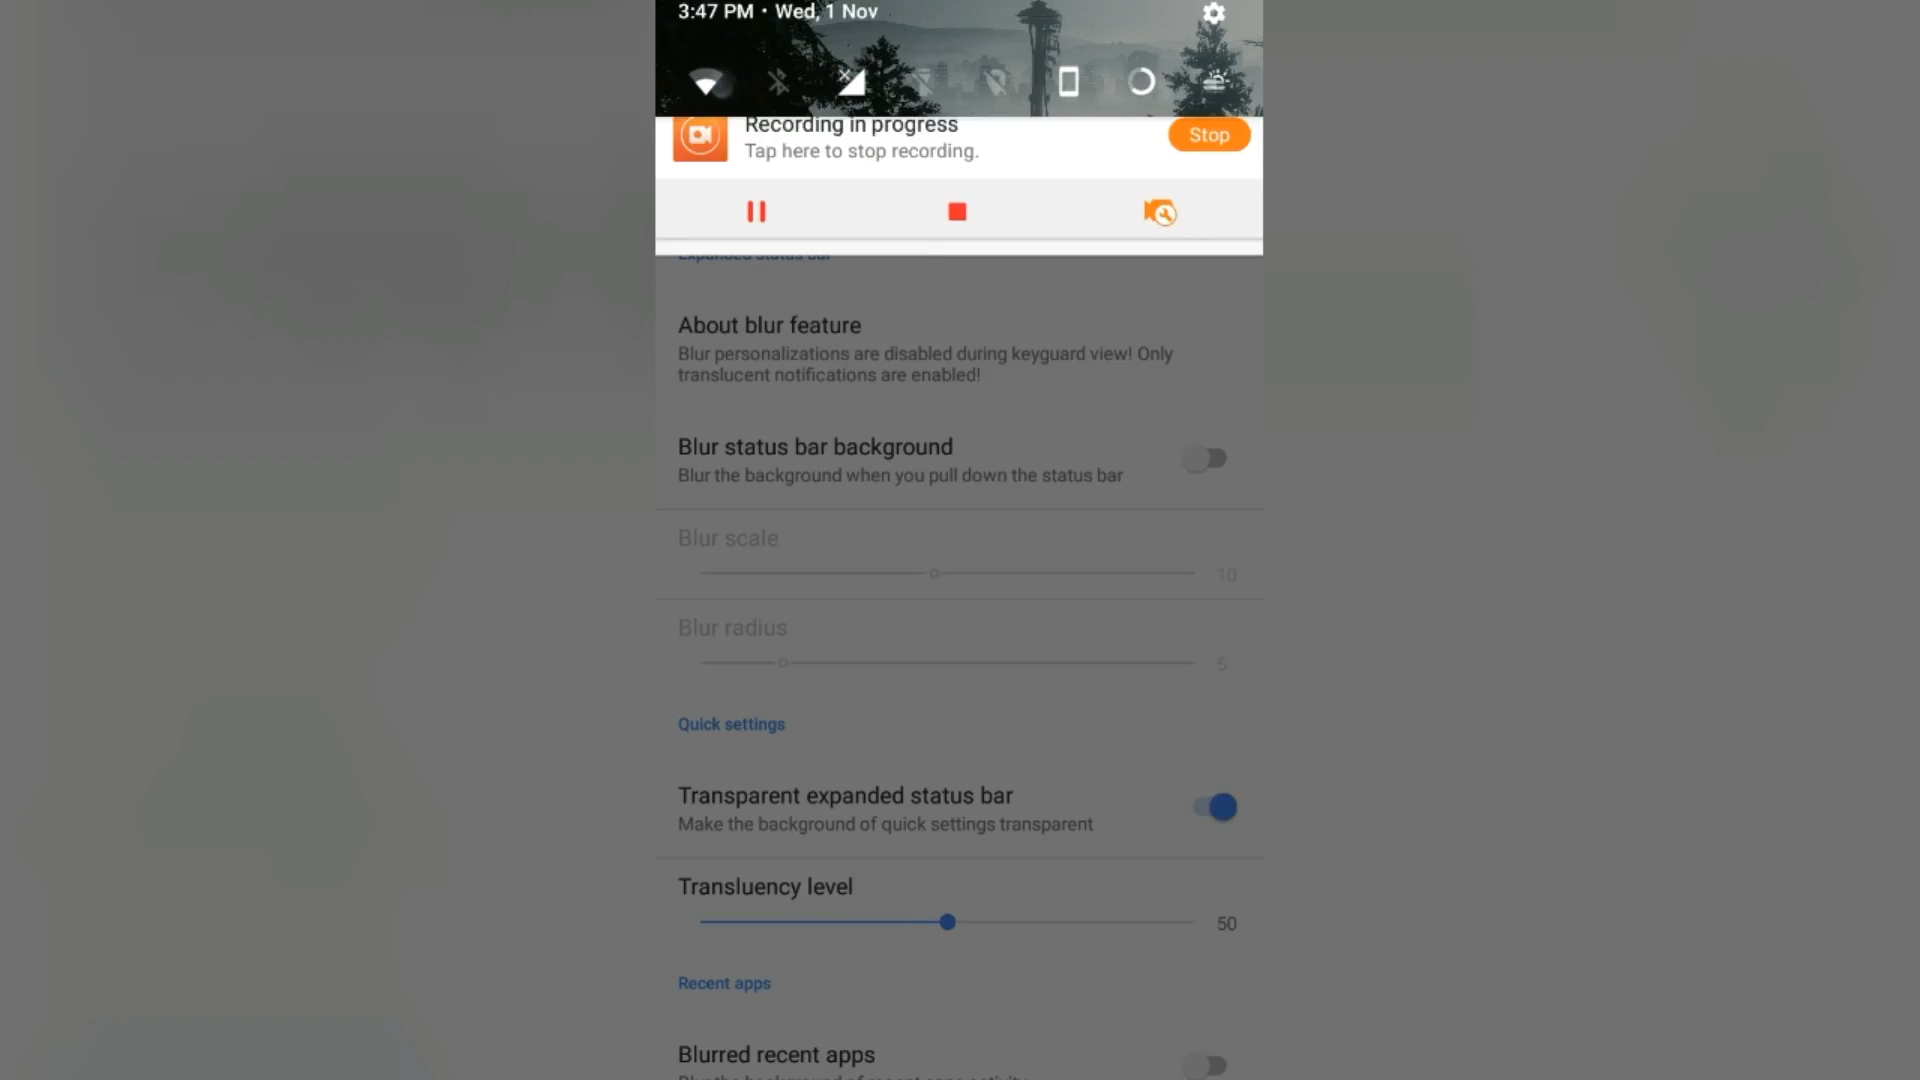 3:47 PM • Wed, 1 Nov
Recording in progress
Tap here to stop recording.
Stop
Expanded status bar
About blur feature
Blur personalizations are disabled during keyguard view! Only
translucent notifications are enabled!
Blur status bar background
Blur the background when you pull down the status bar
Blur scale
10
Blur radius
5
Quick settings
Transparent expanded status bar
Make the background of quick settings transparent
Transluency level
50
Recent apps
Blurred recent apps